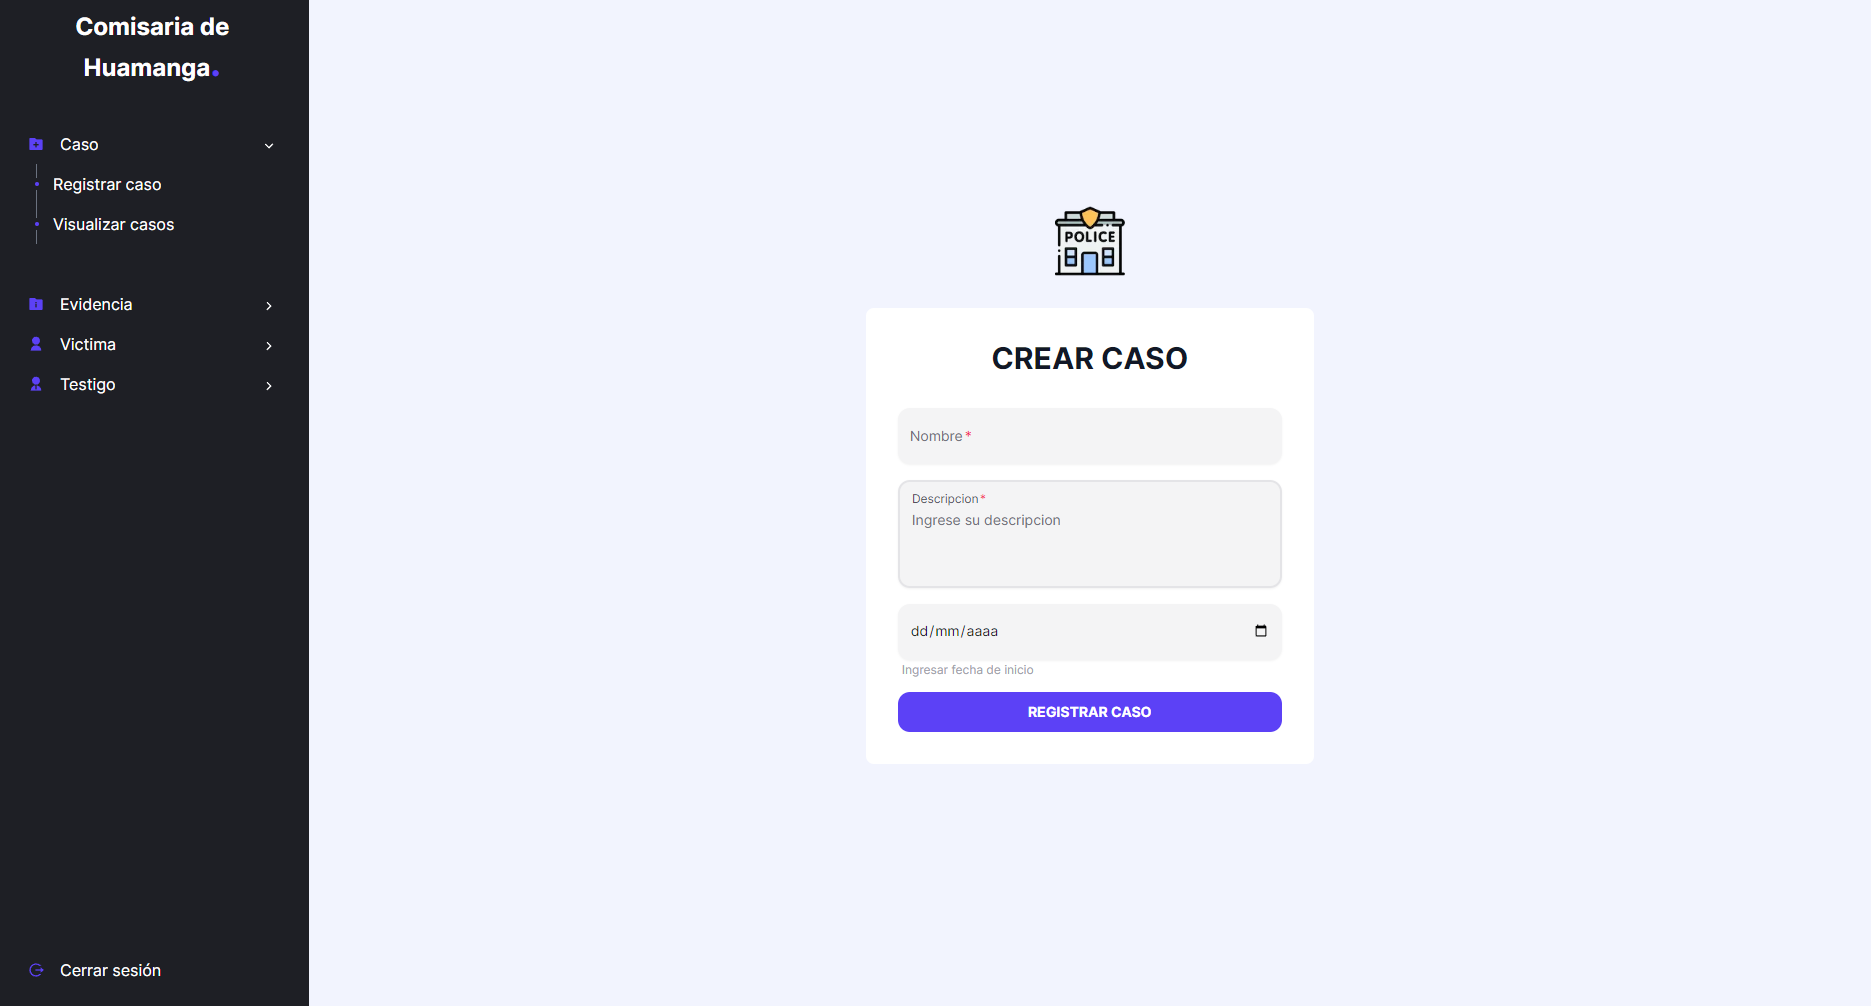 Comisaria de
Huamanga.
Caso
Registrar caso
Visualizar casos
Evidencia
Victima
Testigo
Cerrar sesión
POLICE
CREAR CASO
Nombre*
Descripcion*
Ingrese su descripcion
dd/mm/aaaa
Ingresar fecha de inicio
REGISTRAR CASO